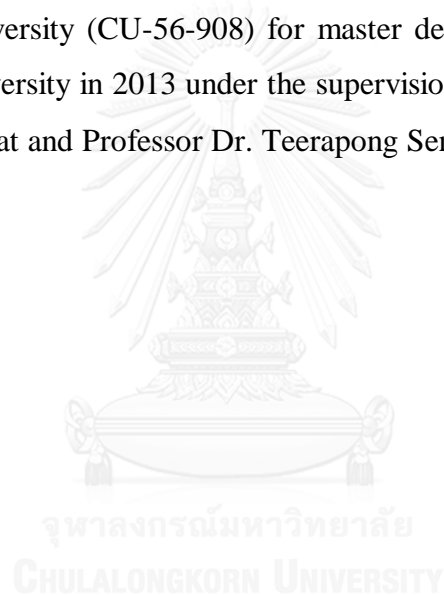 versity (CU-56-908) for master de
versity in 2013 under the supervisio
at and Professor Dr. Teerapong Se
จุฬาลงกรณ์มหาวิทยาลัย
CHULALONGKORN UNIVERSITY